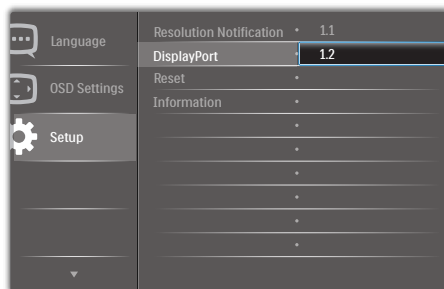 Language
OSD Settings
Setup
Resolution Notification
DisplayPort
Reset
Information
1.1
1.2